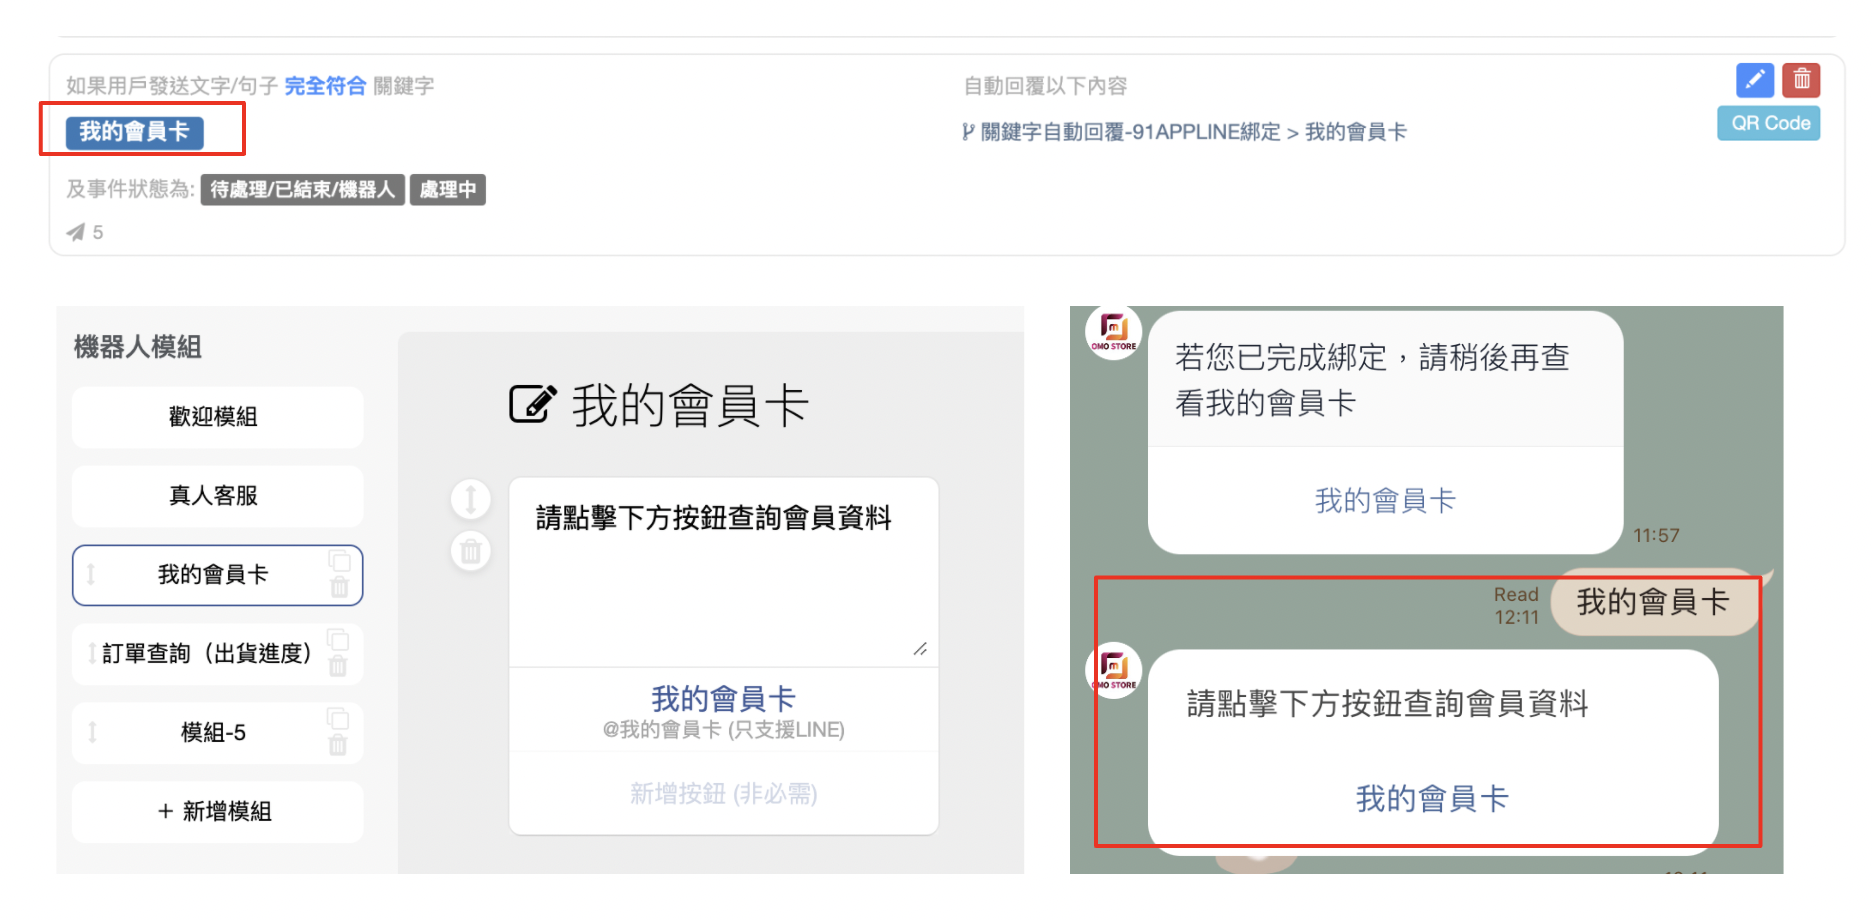 如果用戶發送文字/句子 完全符合 關鍵字
我的會員卡
及事件狀態為: 待處理/已結束/機器人 處理中
5
自動回覆以下內容
關鍵字自動回覆-91APPLINE綁定 > 我的會員卡
QR Code
機器人模組
歡迎模組
真人客服
我的會員卡
訂單查詢（出貨進度）
模組-5
+ 新增模組
我的會員卡
請點擊下方按鈕查詢會員資料
我的會員卡
@我的會員卡 (只支援LINE)
新增按鈕 (非必需)
OMO STORE
若您已完成綁定，請稍後再查
看我的會員卡
我的會員卡
11:57
Read
12:11
我的會員卡
OMO STORE
請點擊下方按鈕查詢會員資料
我的會員卡